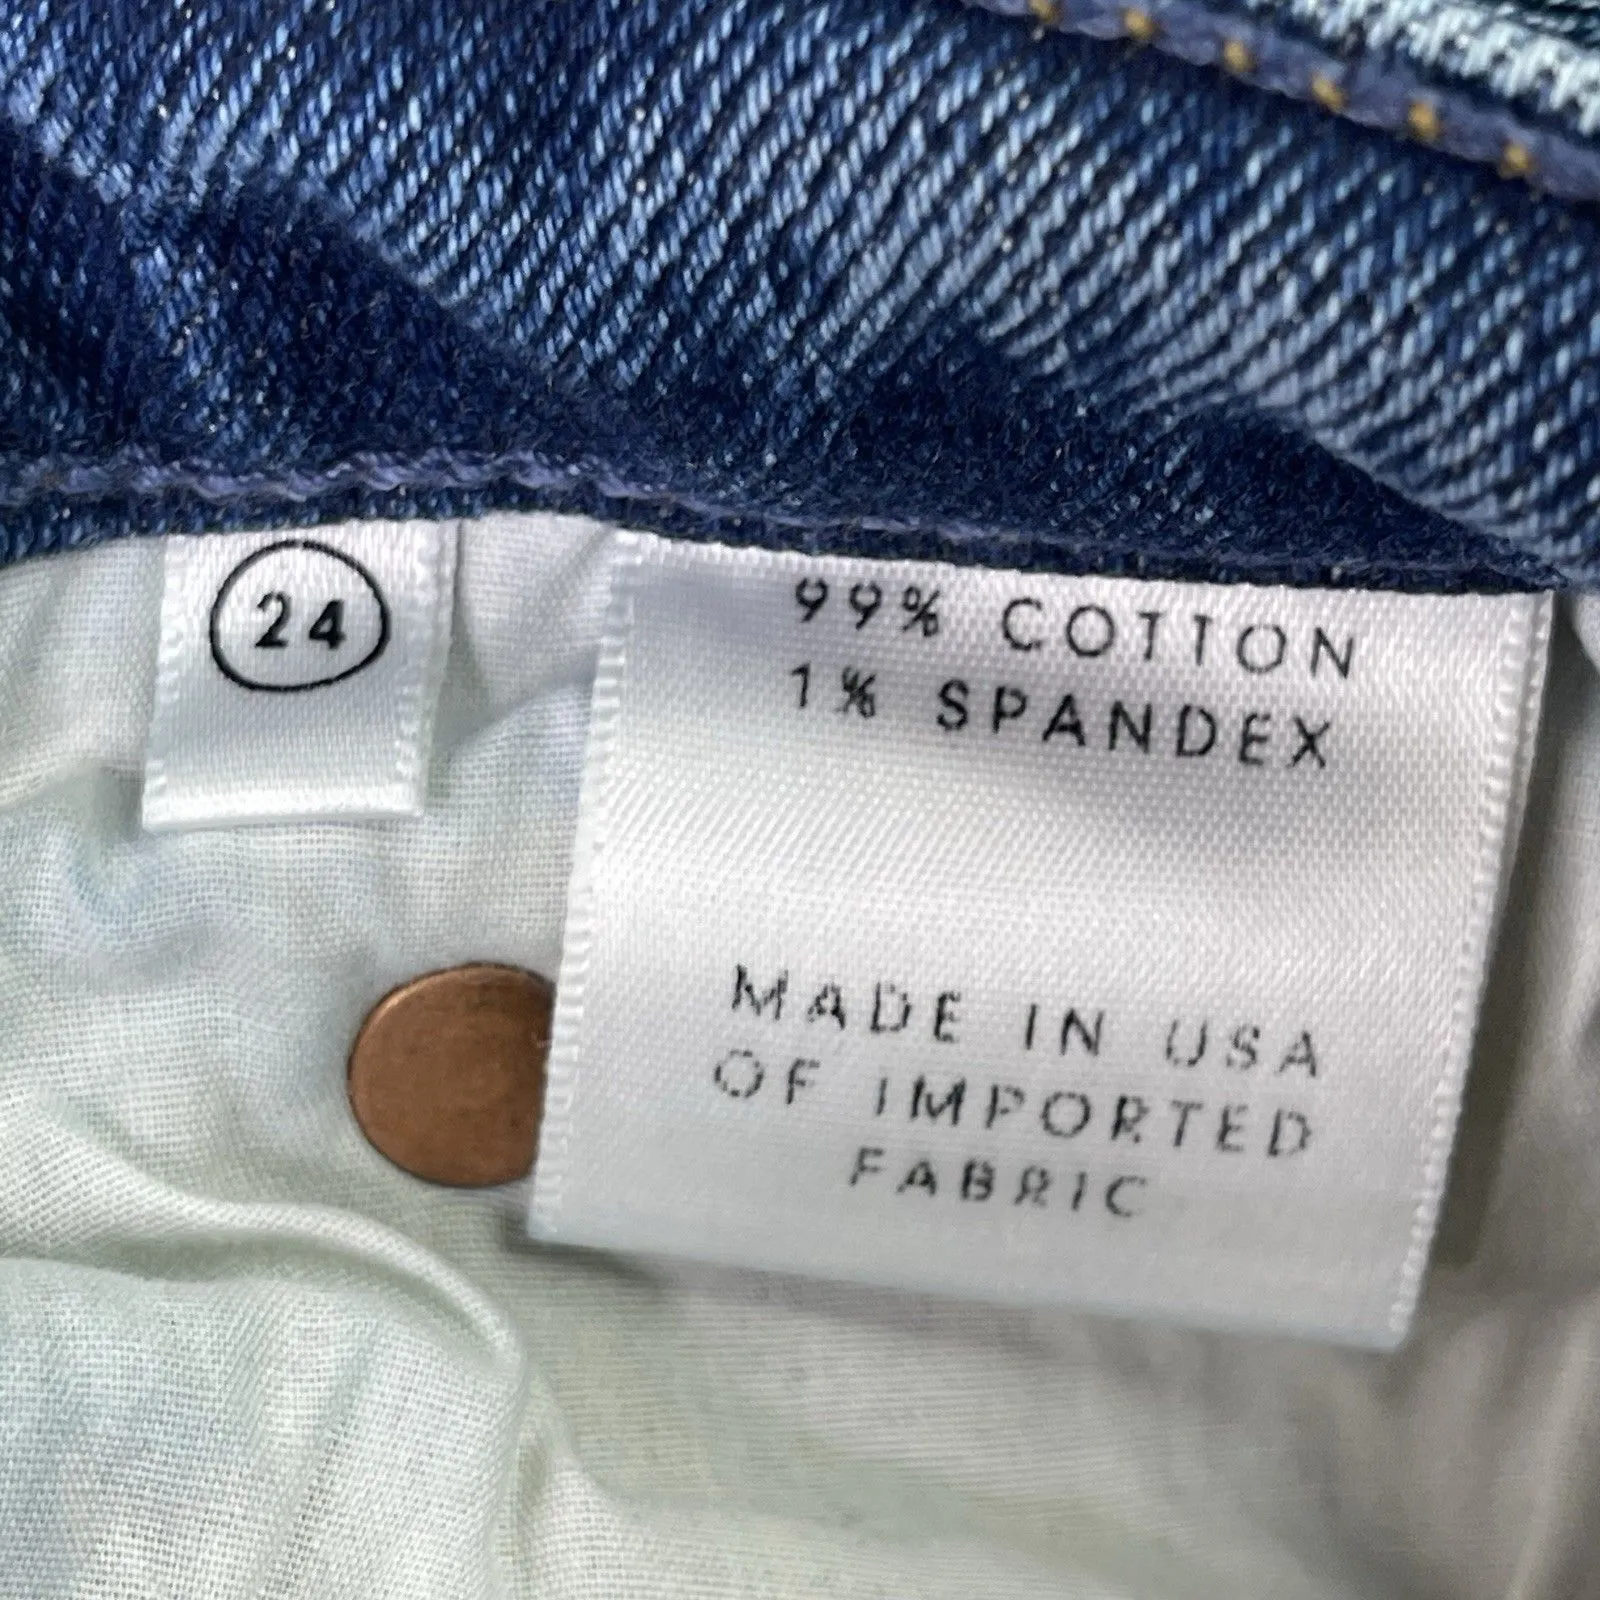 24
99% COTTON
1% SPANDEX
MADE IN USA
OF IMPORTED
FABRIC